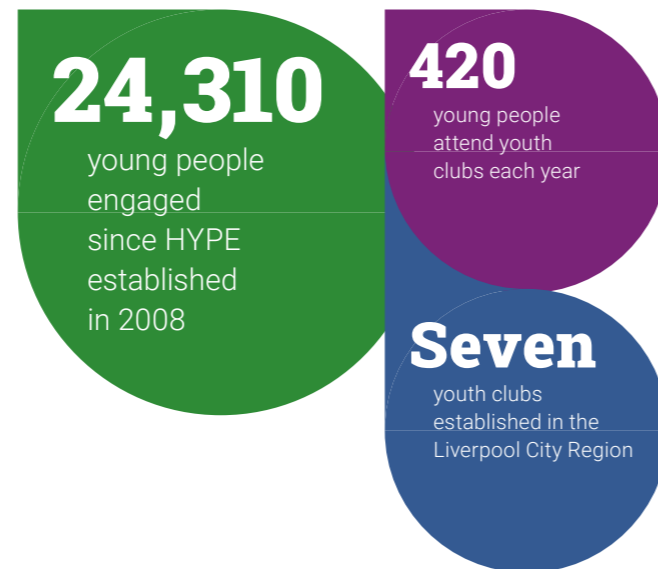 24,310
young people
engaged
since HYPE
established
in 2008
420
young people
attend youth
clubs each year
Seven
youth clubs
established in the
Liverpool City Region